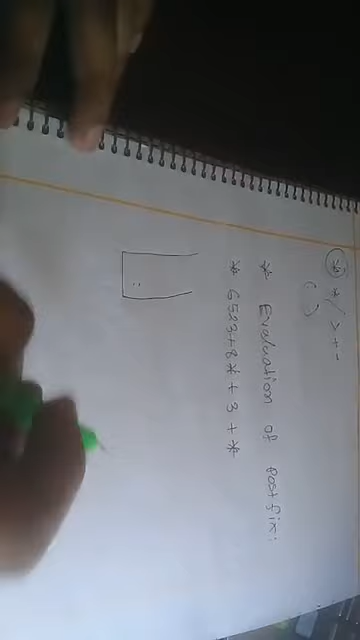 (*) * / > + -
( )
* Evaluation of postfix:
* 6523+8*+3+*